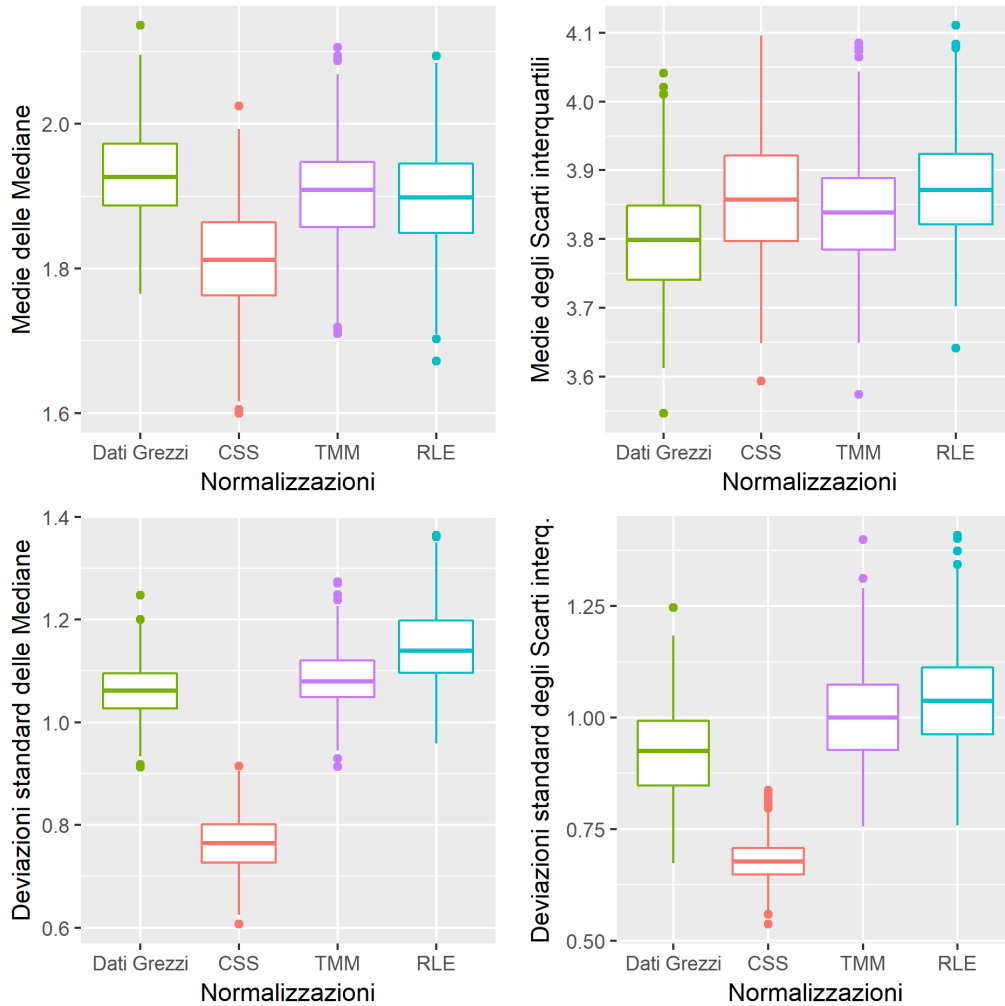 Medie delle Mediane
2.0
1.8
1.6
Dati Grezzi CSS TMM RLE
Normalizzazioni
Medie degli Scarti interquartili
4.1
4.0
3.9
3.8
3.7
3.6
Dati Grezzi CSS TMM RLE
Normalizzazioni
Deviazioni standard delle Mediane
1.4
1.2
1.0
0.8
0.6
Dati Grezzi CSS TMM RLE
Normalizzazioni
Deviazioni standard degli Scarti interq.
1.25
1.00
0.75
0.50
Dati Grezzi CSS TMM RLE
Normalizzazioni